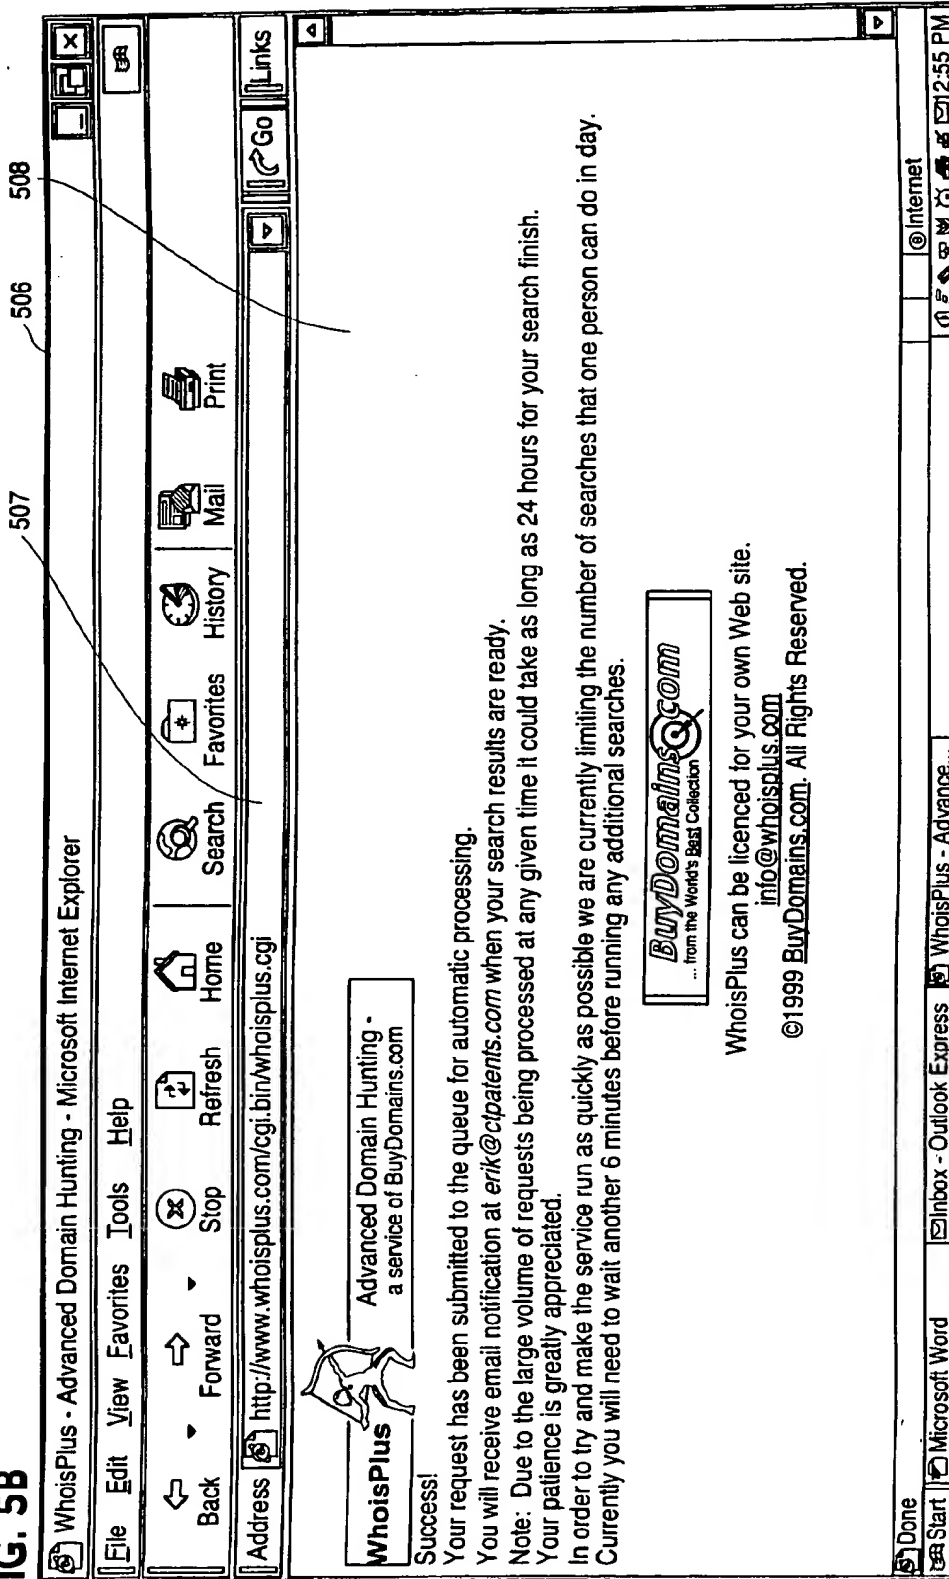 IG. 5B
507
506
508
WhoisPlus - Advanced Domain Hunting - Microsoft Internet Explorer
File Edit View Favorites Tools Help
Back Forward Stop Refresh Home Search Favorites History Mail Print
Address http://www.whoisplus.com/cgi.bin/whoisplus.cgi Go Links
WhoisPlus
Advanced Domain Hunting -
a service of BuyDomains.com
Success!
Your request has been submitted to the queue for automatic processing.
You will receive email notification at erik@ctpatents.com when your search results are ready.
Note: Due to the large volume of requests being processed at any given time it could take as long as 24 hours for your search finish.
Your patience is greatly appreciated.
In order to try and make the service run as quickly as possible we are currently limiting the number of searches that one person can do in day.
Currently you will need to wait another 6 minutes before running any additional searches.
BuyDomains com
... from the World's Best Collection
WhoisPlus can be licenced for your own Web site.
info@whoisplus.com
©1999 BuyDomains.com. All Rights Reserved.
Done Internet
Start Microsoft Word Inbox - Outlook Express WhoisPlus - Advance... 12:55 PM